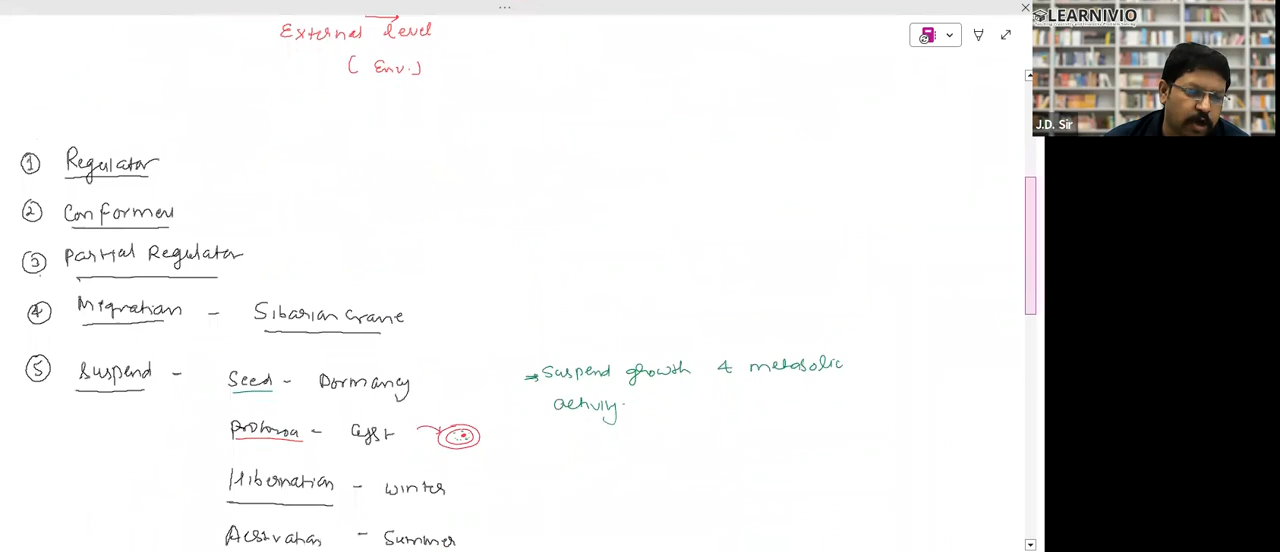 External level
( Env.)
LEARNIVIO
J.D. Sir
① Regulator
② Conformer
③ Partial Regulator
④ Migration - Sibarian crane
⑤ Suspend - Seed - Dormancy
→ Suspend growth & metabolic
activity.
Protozoa - Cyst
Hibernation - Winter
Aestivation - Summer